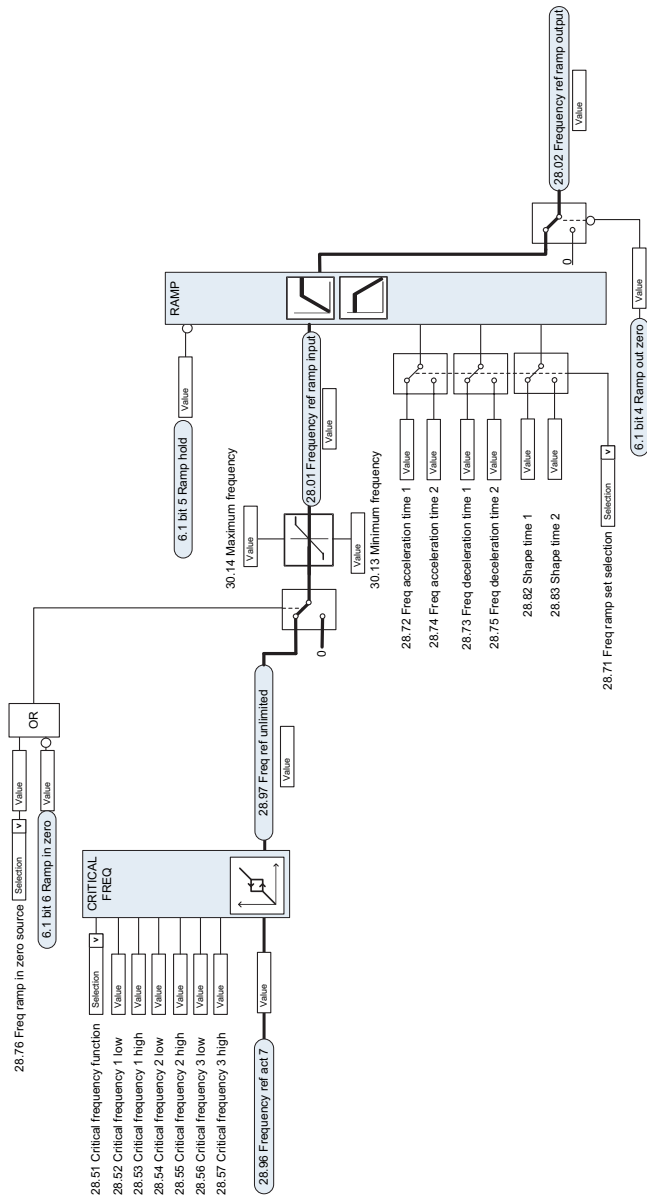 28.76 Freq ramp in zero source
Selection
v
Value
6.1 bit 6 Ramp in zero
Value
OR
28.51 Critical frequency function
Selection
v
28.52 Critical frequency 1 low
Value
28.53 Critical frequency 1 high
Value
28.54 Critical frequency 2 low
Value
28.55 Critical frequency 2 high
Value
28.56 Critical frequency 3 low
Value
28.57 Critical frequency 3 high
Value
CRITICAL
FREQ
28.96 Frequency ref act 7
Value
28.97 Freq ref unlimited
Value
0
30.14 Maximum frequency
Value
30.13 Minimum frequency
Value
28.01 Frequency ref ramp input
Value
6.1 bit 5 Ramp hold
Value
RAMP
28.72 Freq acceleration time 1
Value
28.74 Freq acceleration time 2
Value
28.73 Freq deceleration time 1
Value
28.75 Freq deceleration time 2
Value
28.82 Shape time 1
Value
28.83 Shape time 2
Value
28.71 Freq ramp set selection
Selection
v
0
28.02 Frequency ref ramp output
Value
6.1 bit 4 Ramp out zero
Value